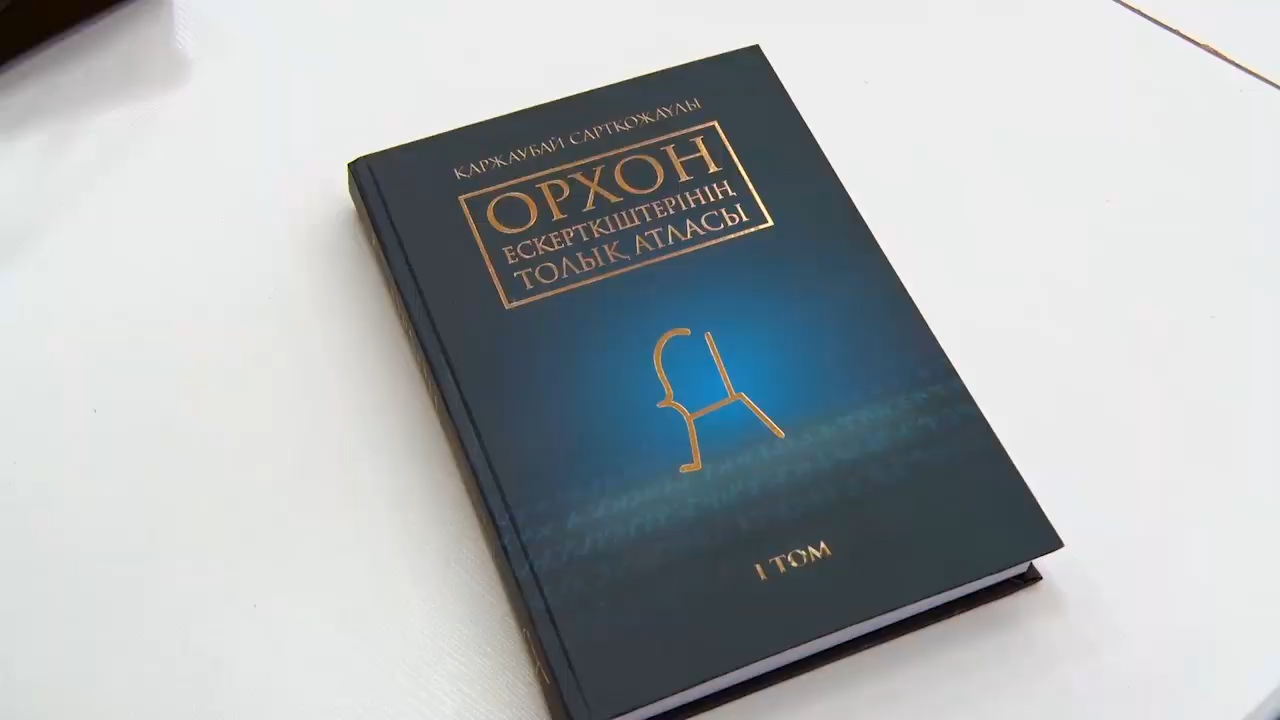 ҚАРЖАУБАЙ САРТҚОЖАҰЛЫ
ОРХОН
ЕСКЕРТКІШТЕРІНІҢ
ТОЛЫҚ АТЛАСЫ
I ТОМ